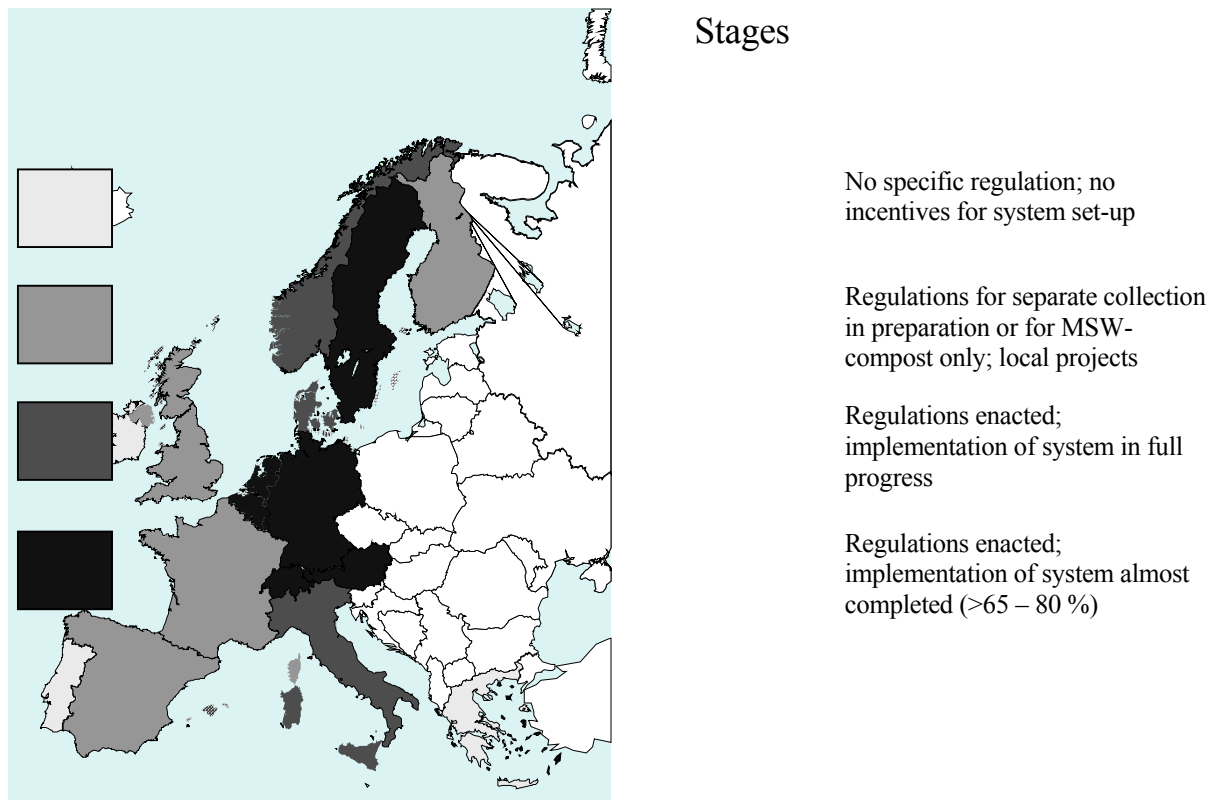 Stages
No specific regulation; no
incentives for system set-up
Regulations for separate collection
in preparation or for MSW-
compost only; local projects
Regulations enacted;
implementation of system in full
progress
Regulations enacted;
implementation of system almost
completed (>65 – 80 %)